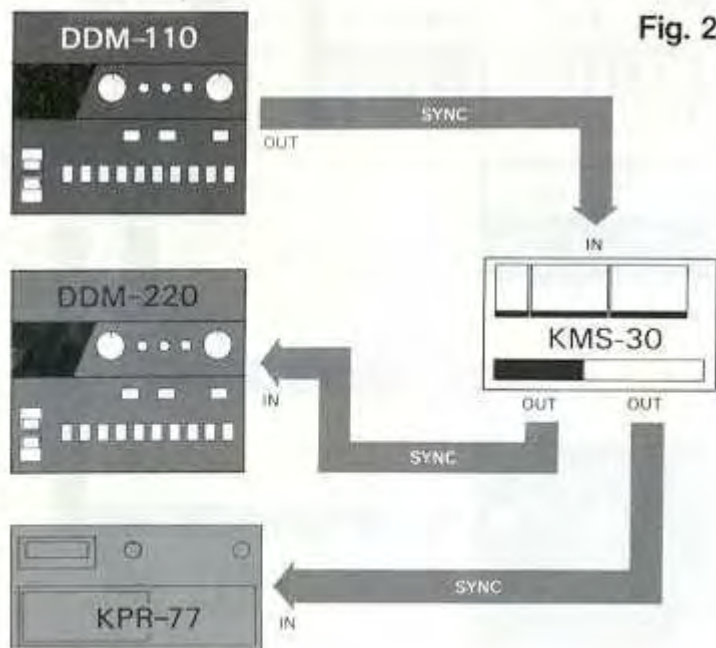 Fig. 2
DDM-110
SYNC
OUT
IN
DDM-220
KMS-30
IN
OUT
OUT
SYNC
SYNC
KPR-77
IN